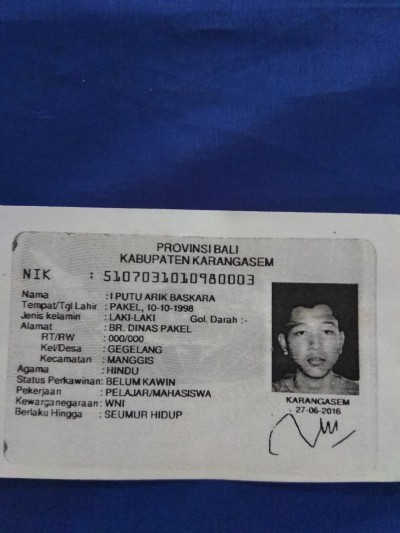 PROVINSI BALI
KABUPATEN KARANGASEM
NIK : 5107031010980003
Nama : I PUTU ARIK BASKARA
Tempat/Tgl Lahir : PAKEL, 10-10-1998
Jenis kelamin : LAKI-LAKI Gol. Darah :-
Alamat : BR. DINAS PAKEL
RT/RW : 000/000
Kel/Desa : GEGELANG
Kecamatan : MANGGIS
Agama : HINDU
Status Perkawinan: BELUM KAWIN
Pekerjaan : PELAJAR/MAHASISWA
Kewarganegaraan: WNI
Berlaku Hingga : SEUMUR HIDUP
KARANGASEM
27-06-2016